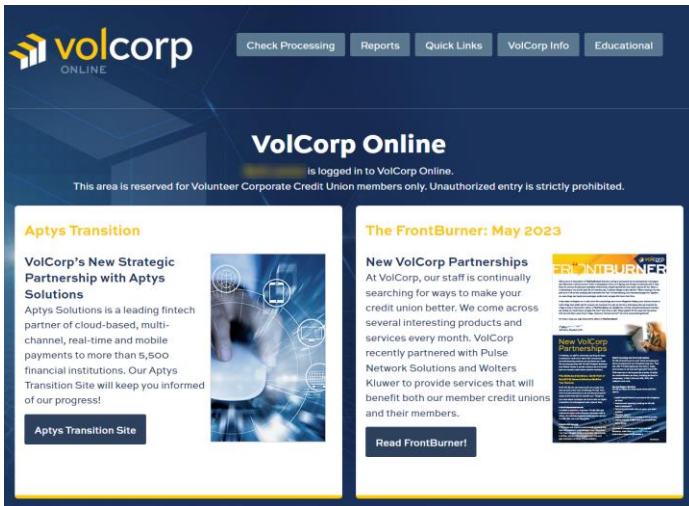 volcorp
ONLINE
Check Processing
Reports
Quick Links
VolCorp Info
Educational
VolCorp Online
is logged in to VolCorp Online.
This area is reserved for Volunteer Corporate Credit Union members only. Unauthorized entry is strictly prohibited.
Aptys Transition
VolCorp's New Strategic
Partnership with Aptys
Solutions
Aptys Solutions is a leading fintech
partner of cloud-based, multi-
channel, real-time and mobile
payments to more than 5,500
financial institutions. Our Aptys
Transition Site will keep you informed
of our progress!
Aptys Transition Site
The FrontBurner: May 2023
New VolCorp Partnerships
At VolCorp, our staff is continually
searching for ways to make your
credit union better. We come across
several interesting products and
services every month. VolCorp
recently partnered with Pulse
Network Solutions and Wolters
Kluwer to provide services that will
benefit both our member credit unions
and their members.
Read FrontBurner!
volcorp
FRONTBURNER
New VolCorp
Partnerships